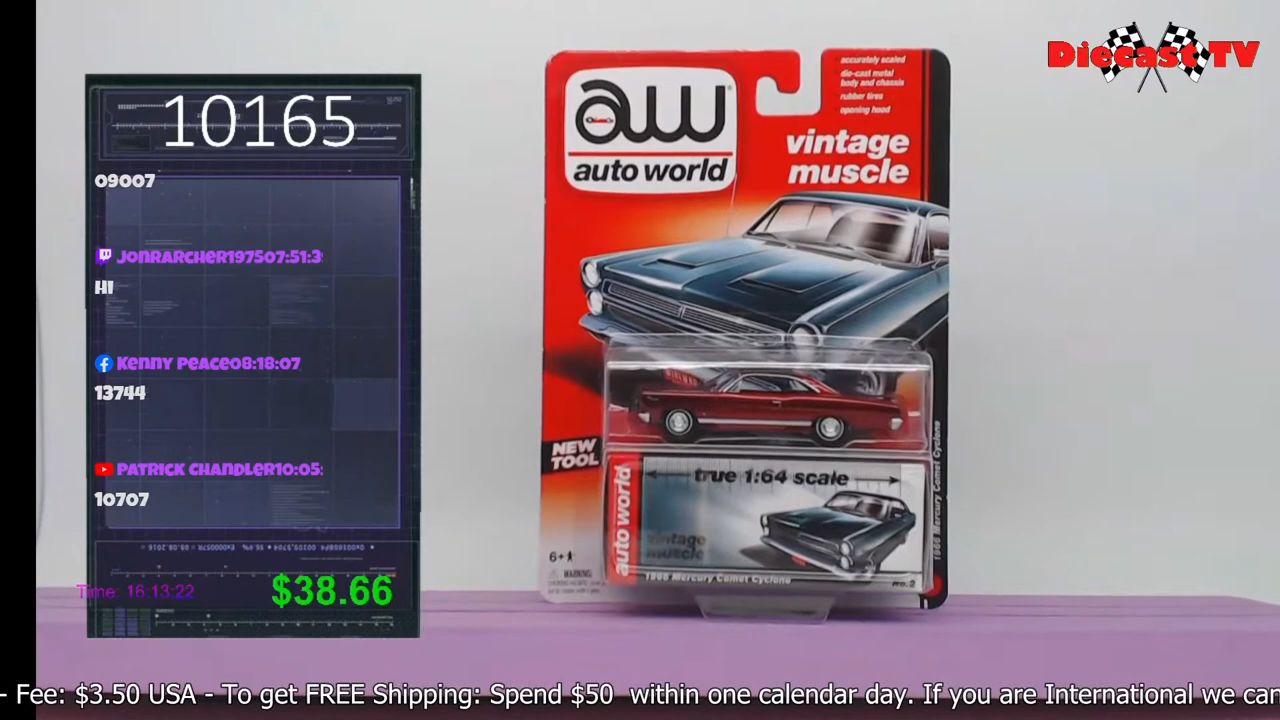 Diecast TV
10165
09007
JonRArcher197507:51:3
HI
Kenny Peace08:18:07
13744
Patrick Chandler10:05:
10707
Time: 16:13:22
$38.66
aw
auto world
accurately scaled
die-cast metal
body and chassis
rubber tires
opening hood
vintage
muscle
NEW
TOOL
true 1:64 scale
auto world
vintage
muscle
1966 Mercury Comet Cyclone
no.2
1966 Mercury Comet Cyclone
6+
WARNING:
- Fee: $3.50 USA - To get FREE Shipping: Spend $50  within one calendar day. If you are International we can